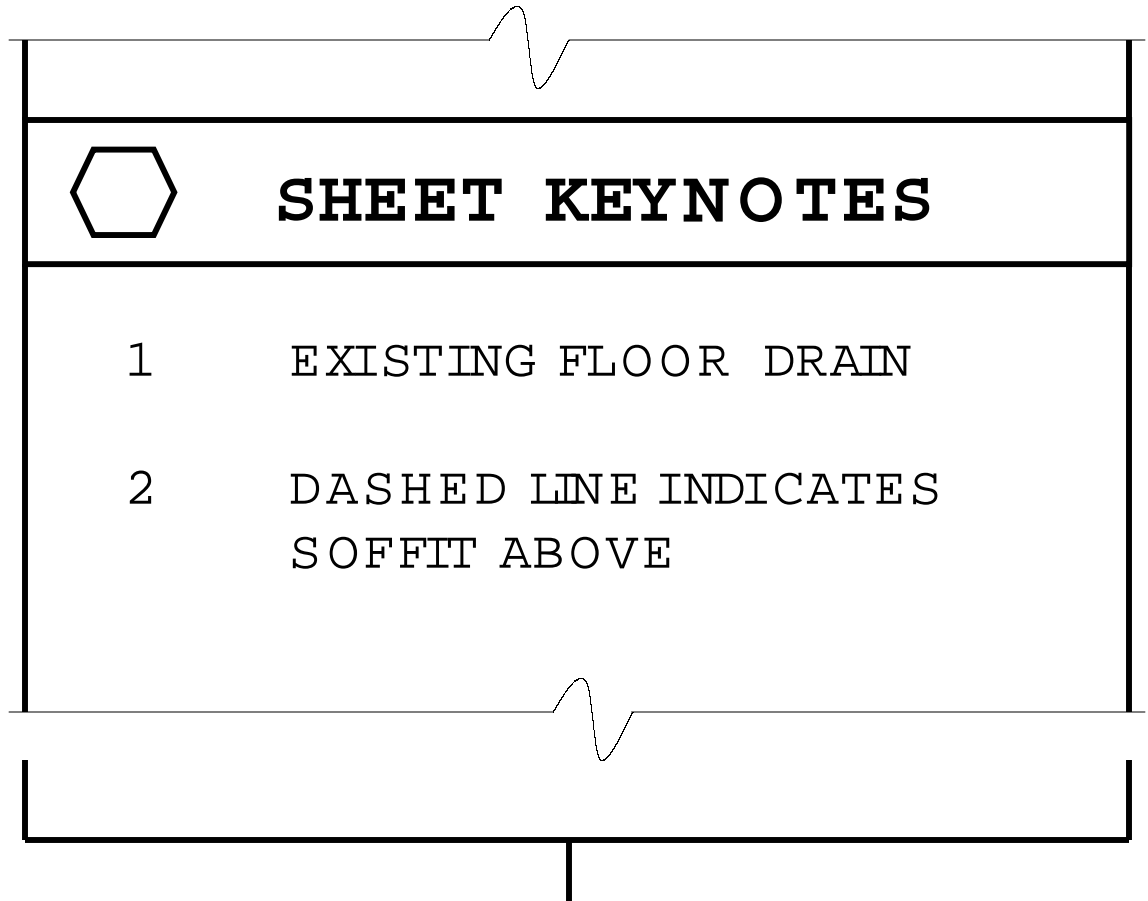 SHEET KEYNOTES
1 EXISTING FLOOR DRAIN
2 DASHED LINE INDICATES
SOFFIT ABOVE